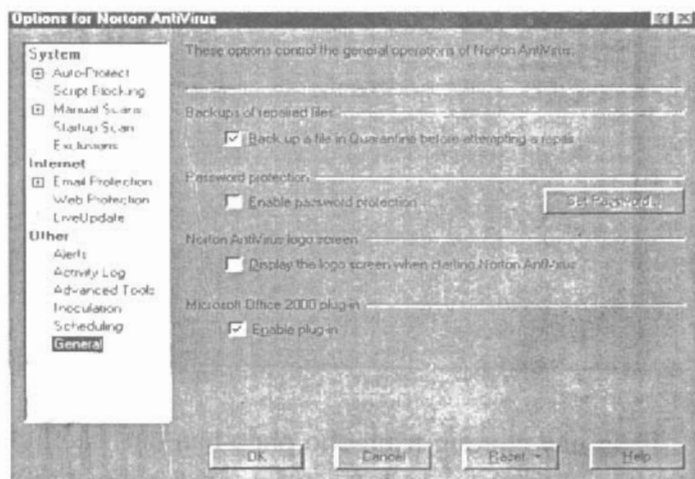 Options for Norton AntiVirus
System
Auto-Protect
Script Blocking
Manual Scans
Startup Scan
Exclusions
Internet
Email Protection
Web Protection
LiveUpdate
Other
Alerts
Activity Log
Advanced Tools
Inoculation
Scheduling
General
These options control the general operations of Norton AntiVirus.
Backups of repaired files
Back up a file in Quarantine before attempting a repair
Password protection
Enable password protection
Set Password...
Norton AntiVirus logo screen
Display the logo screen when starting Norton AntiVirus
Microsoft Office 2000 plug-in
Enable plug-in
OK
Cancel
Reset
Help